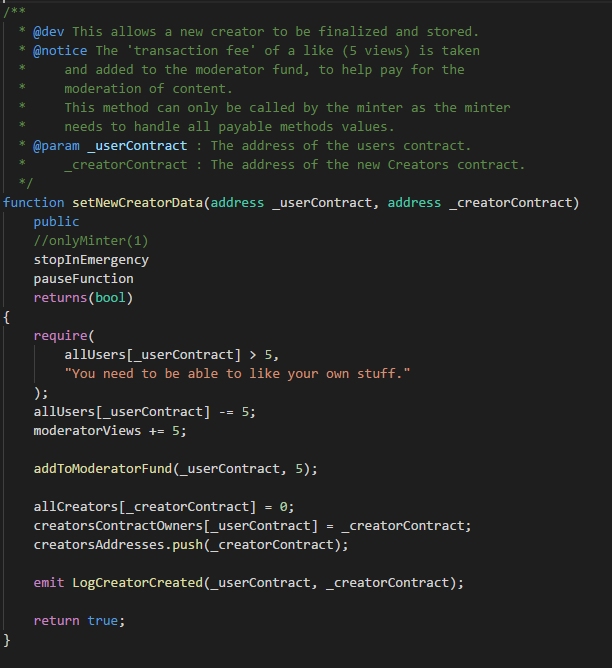 /**
 * @dev This allows a new creator to be finalized and stored.
 * @notice The 'transaction fee' of a like (5 views) is taken
 *     and added to the moderator fund, to help pay for the
 *     moderation of content.
 *     This method can only be called by the minter as the minter
 *     needs to handle all payable methods values.
 * @param _userContract : The address of the users contract.
 *     _creatorContract : The address of the new Creators contract.
 */
function setNewCreatorData(address _userContract, address _creatorContract)
    public
    //onlyMinter(1)
    stopInEmergency
    pauseFunction
    returns(bool)
{
    require(
        allUsers[_userContract] > 5,
        "You need to be able to like your own stuff."
    );
    allUsers[_userContract] -= 5;
    moderatorViews += 5;

    addToModeratorFund(_userContract, 5);

    allCreators[_creatorContract] = 0;
    creatorsContractOwners[_userContract] = _creatorContract;
    creatorsAddresses.push(_creatorContract);

    emit LogCreatorCreated(_userContract, _creatorContract);

    return true;
}